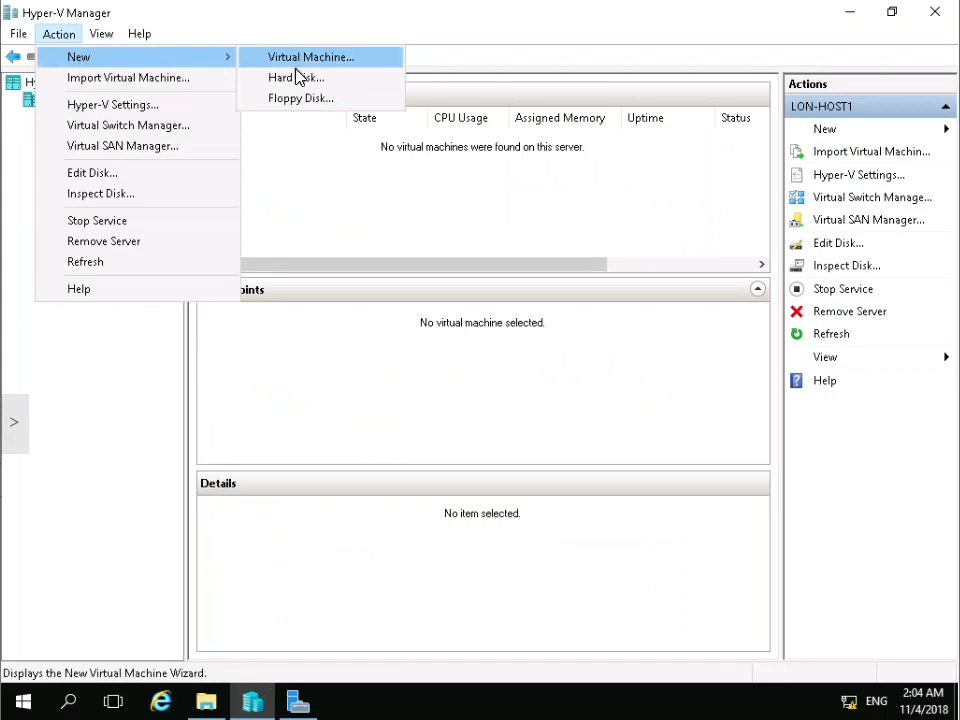 Hyper-V Manager
File Action View Help
New
Import Virtual Machine...
Hyper-V Settings...
Virtual Switch Manager...
Virtual SAN Manager...
Edit Disk...
Inspect Disk...
Stop Service
Remove Server
Refresh
Help
Virtual Machine...
Floppy Disk...
State CPU Usage Assigned Memory Uptime Status
No virtual machines were found on this server.
No virtual machine selected.
Details
No item selected.
Actions
LON-HOST1
New
Import Virtual Machin...
Hyper-V Settings...
Virtual Switch Manage...
Virtual SAN Manager...
Edit Disk...
Inspect Disk...
Stop Service
Remove Server
Refresh
View
Help
Displays the New Virtual Machine Wizard.
ENG
2:04 AM
11/4/2018